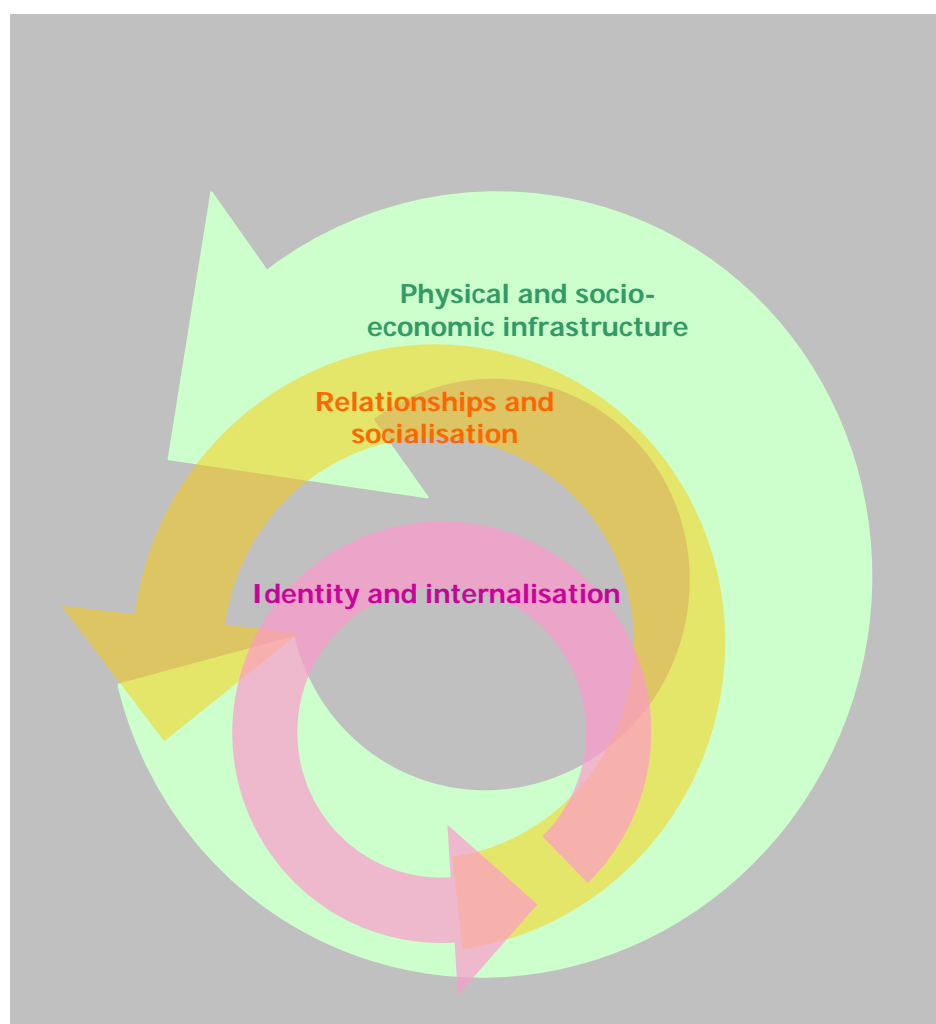 Physical and socio-
economic infrastructure
Relationships and
socialisation
Identity and internalisation